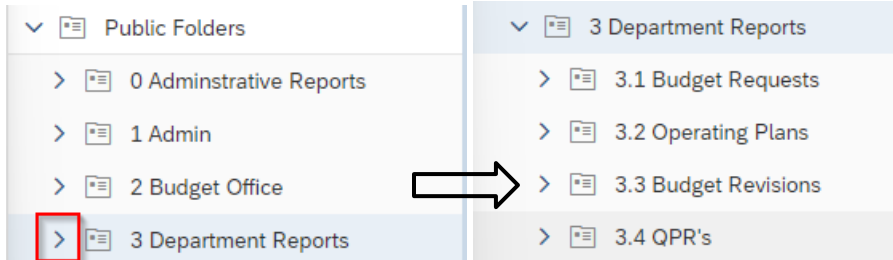 Public Folders
0 Adminstrative Reports
1 Admin
2 Budget Office
3 Department Reports
3 Department Reports
3.1 Budget Requests
3.2 Operating Plans
3.3 Budget Revisions
3.4 QPR's